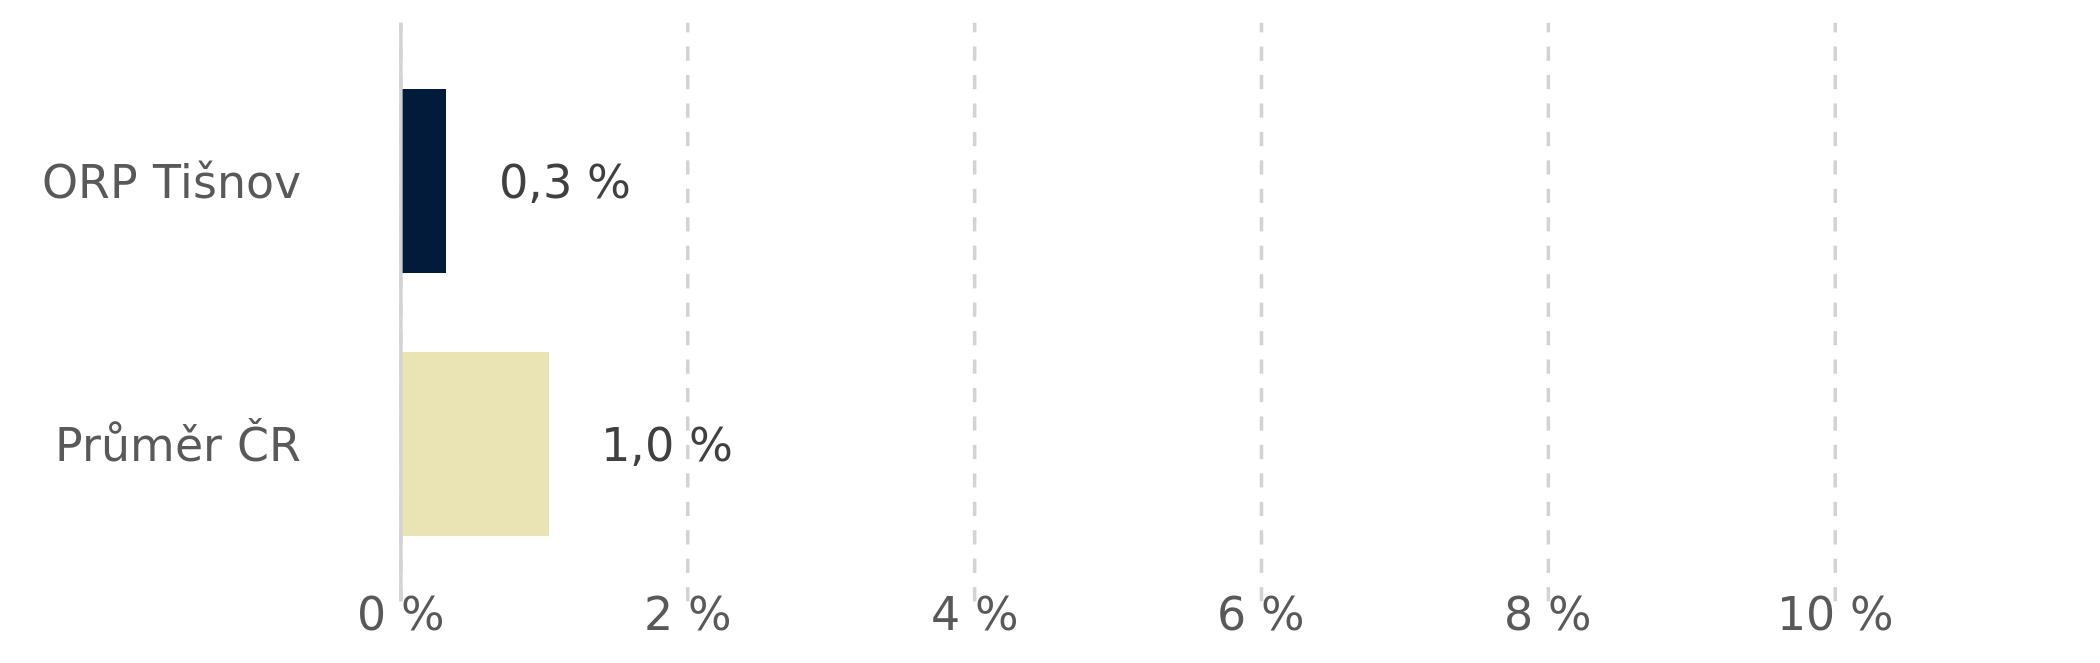 ORP Tišnov
0,3 %
Průměr ČR
1,0 %
0 % 2 % 4 % 6 % 8 % 10 %